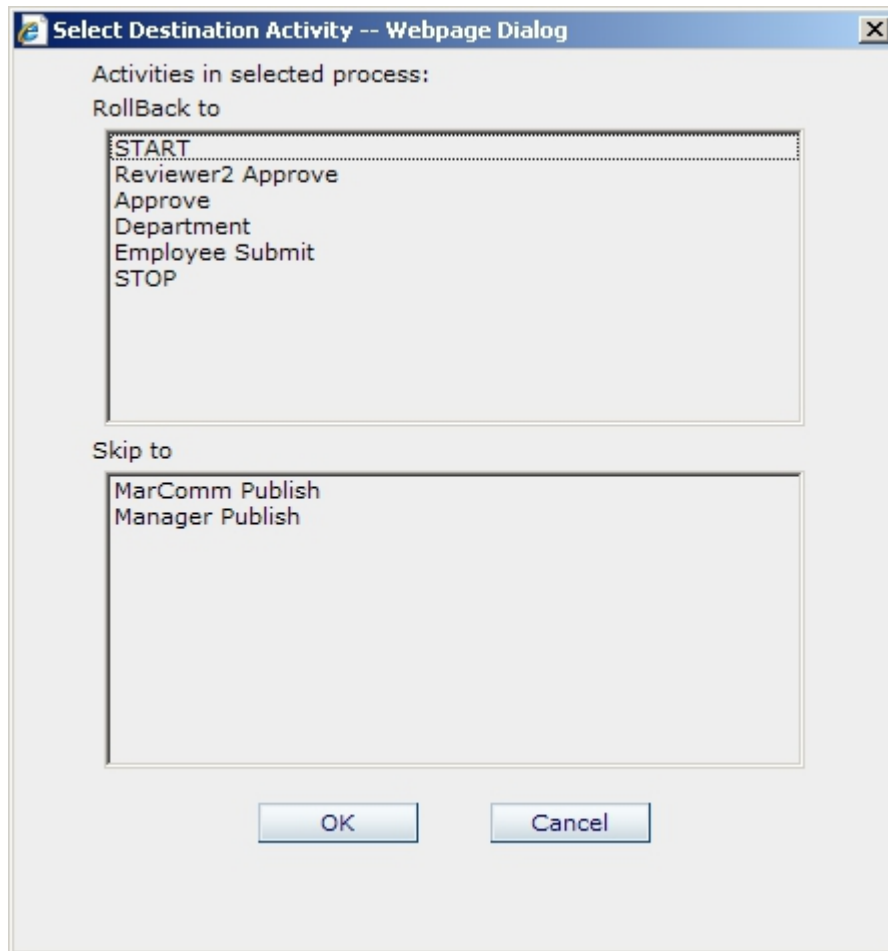 Select Destination Activity -- Webpage Dialog
Activities in selected process:
RollBack to
START
Reviewer2 Approve
Approve
Department
Employee Submit
STOP
Skip to
MarComm Publish
Manager Publish
OK Cancel